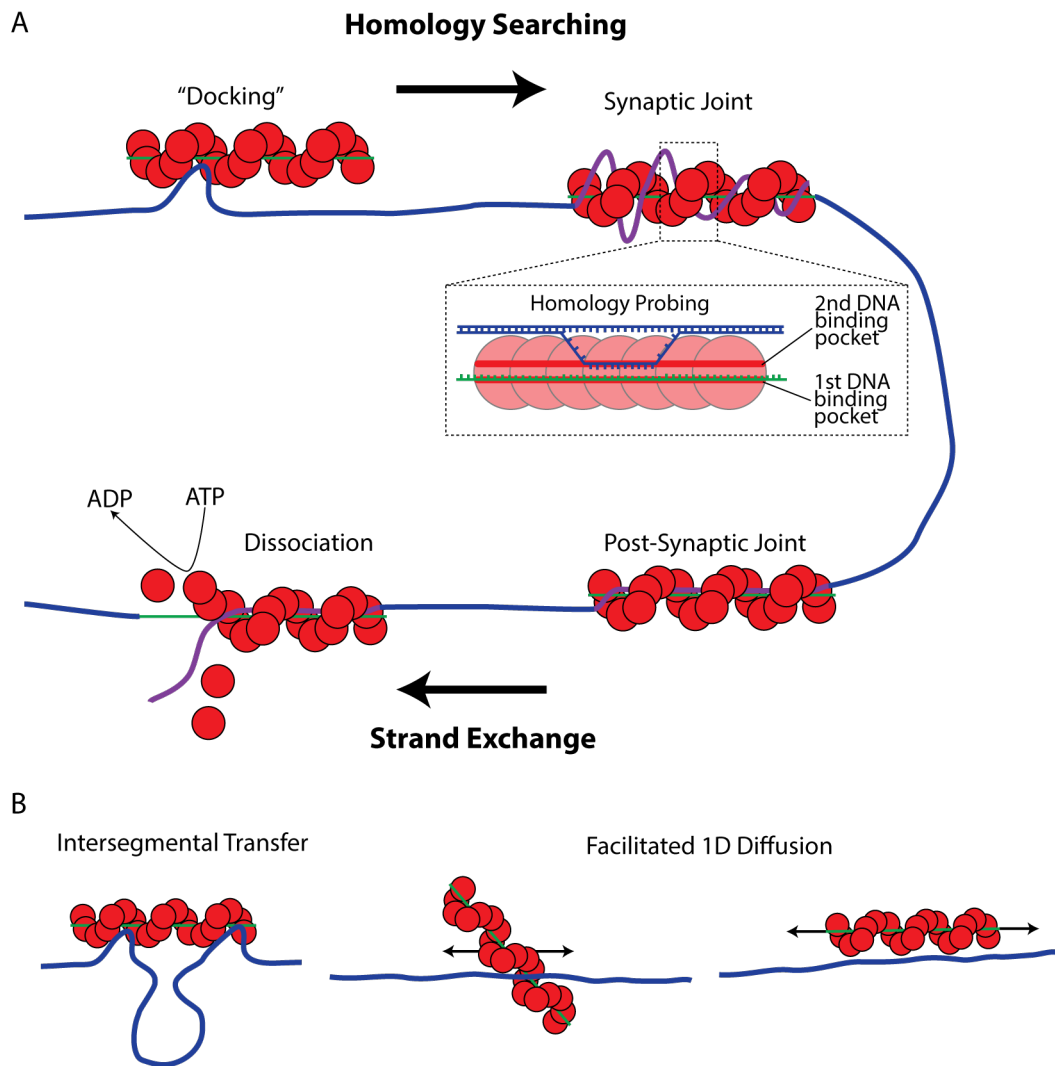 A
Homology Searching
“Docking”
Synaptic Joint
Homology Probing
2nd DNA
binding
pocket
1st DNA
binding
pocket
ADP
ATP
Dissociation
Post-Synaptic Joint
Strand Exchange
B
Intersegmental Transfer
Facilitated 1D Diffusion